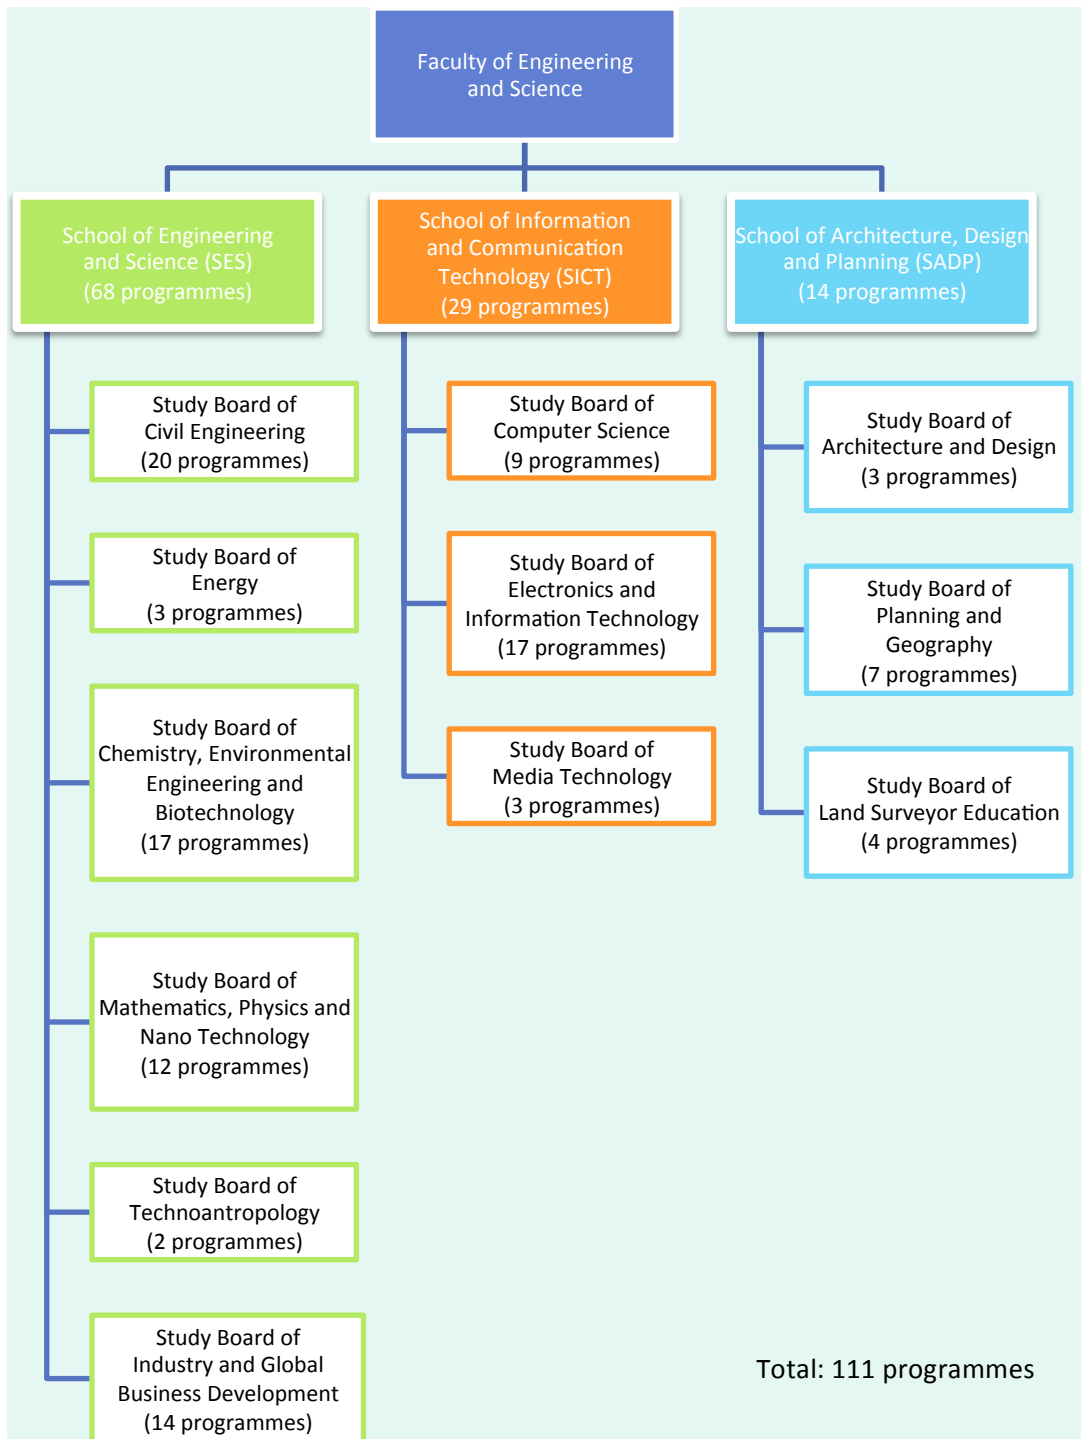 Faculty of Engineering
and Science
School of Engineering
and Science (SES)
(68 programmes)
School of Information
and Communication
Technology (SICT)
(29 programmes)
School of Architecture, Design
and Planning (SADP)
(14 programmes)
Study Board of
Civil Engineering
(20 programmes)
Study Board of
Energy
(3 programmes)
Study Board of
Chemistry, Environmental
Engineering and
Biotechnology
(17 programmes)
Study Board of
Mathematics, Physics and
Nano Technology
(12 programmes)
Study Board of
Technoantropology
(2 programmes)
Study Board of
Industry and Global
Business Development
(14 programmes)
Study Board of
Computer Science
(9 programmes)
Study Board of
Electronics and
Information Technology
(17 programmes)
Study Board of
Media Technology
(3 programmes)
Study Board of
Architecture and Design
(3 programmes)
Study Board of
Planning and
Geography
(7 programmes)
Study Board of
Land Surveyor Education
(4 programmes)
Total: 111 programmes